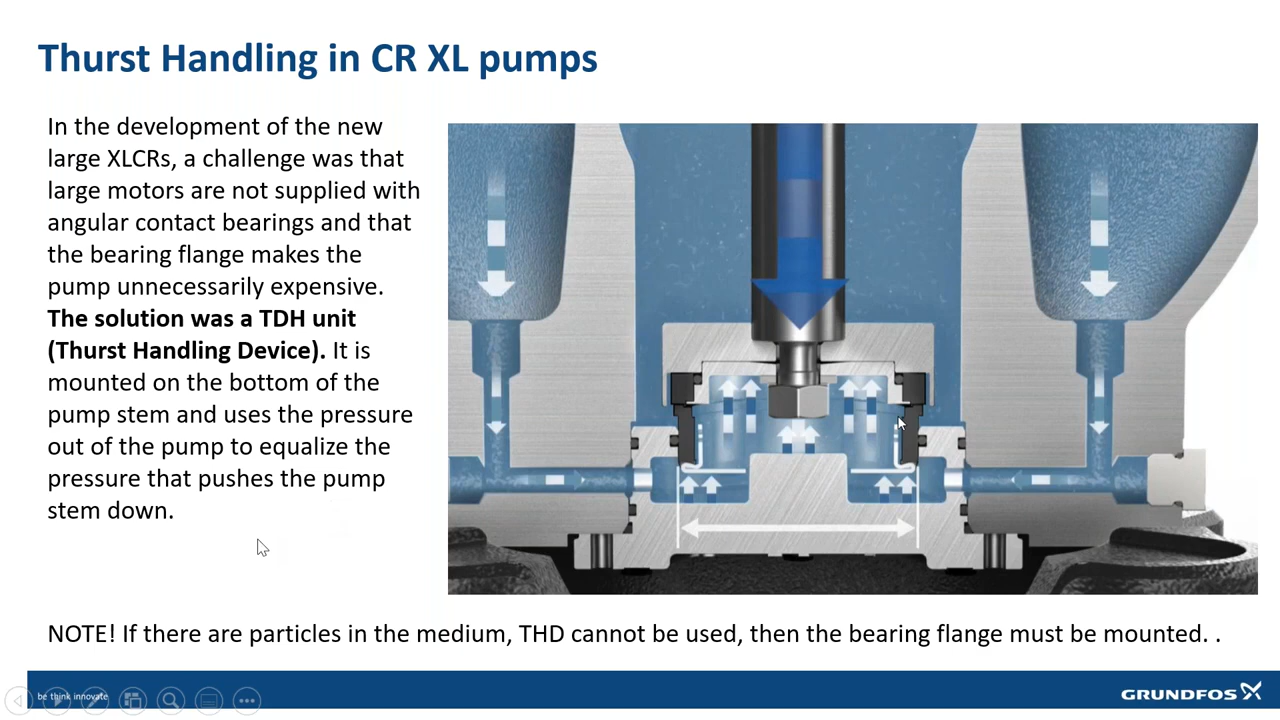 Thurst Handling in CR XL pumps
In the development of the new
large XLCRs, a challenge was that
large motors are not supplied with
angular contact bearings and that
the bearing flange makes the
pump unnecessarily expensive.
The solution was a TDH unit
(Thurst Handling Device). It is
mounted on the bottom of the
pump stem and uses the pressure
out of the pump to equalize the
pressure that pushes the pump
stem down.
NOTE! If there are particles in the medium, THD cannot be used, then the bearing flange must be mounted. .
be think innovate
GRUNDFOS